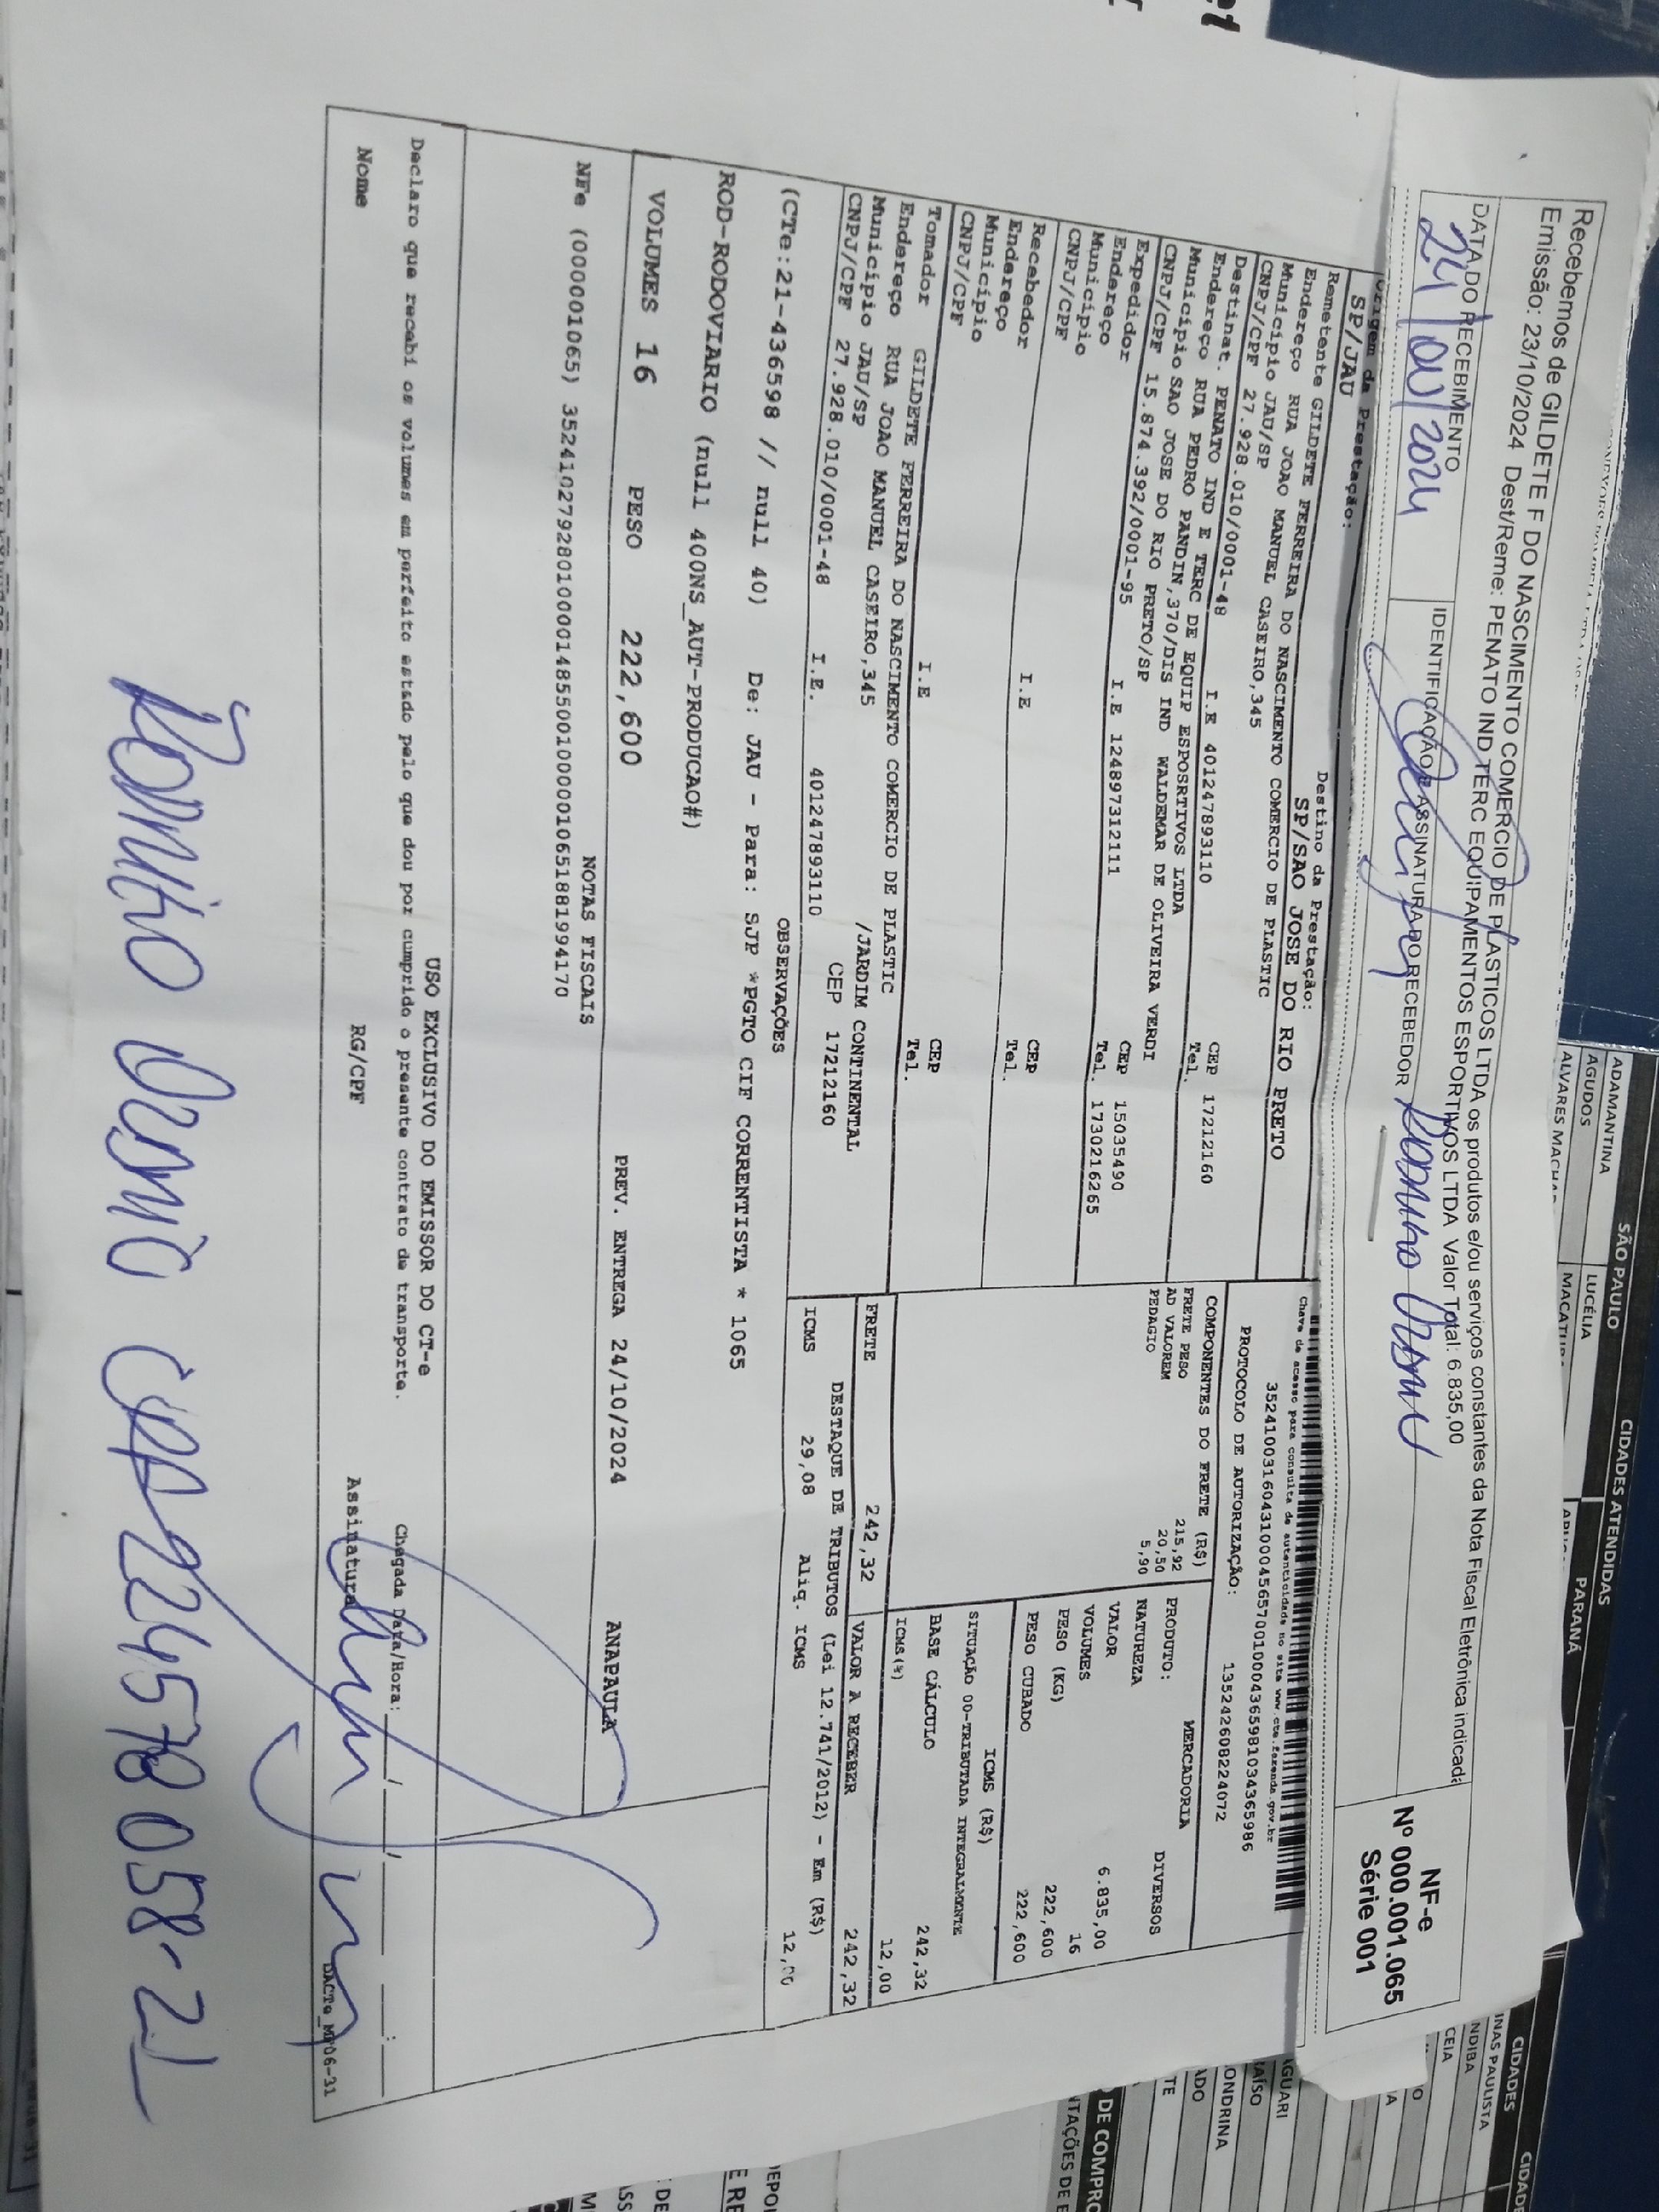 Recebemos de GILDETE F DO NASCIMENTO COMERCIO DE PLASTICOS LTDA os produtos e/ou serviços constantes da Nota Fiscal Eletrônica indicada
Emissão: 23/10/2024 Dest/Reme: PENATO IND TERC EQUIPAMENTOS ESPORTIVOS LTDA Valor Total: 6.835,00
DATA DO RECEBIMENTO
24/OUT/2024
IDENTIFICAÇÃO E ASSINATURA DO RECEBEDOR
NF-e
Nº 000.001.065
Série 001
Origem da Prestação:
SP/JAU
Destino da Prestação:
SP/SAO JOSE DO RIO PRETO
Remetente GILDETE FERREIRA DO NASCIMENTO COMERCIO DE PLASTIC
Endereço RUA JOAO MANUEL CASEIRO,345
Município JAU/SP CEP 17212160
CNPJ/CPF 27.928.010/0001-48 I.E 401247893110 Tel.
Destinat. PENATO IND E TERC DE EQUIP ESPOSRTIVOS LTDA
Endereço RUA PEDRO PANDIN,370/DIS IND WALDEMAR DE OLIVEIRA VERDI
Município SAO JOSE DO RIO PRETO/SP CEP 15035490
CNPJ/CPF 15.874.392/0001-95 I.E 124897312111 Tel. 1730216265
Expedidor
Endereço
Município CEP
CNPJ/CPF I.E Tel.
Recebedor
Endereço
Município CEP
CNPJ/CPF I.E Tel.
Tomador GILDETE FERREIRA DO NASCIMENTO COMERCIO DE PLASTIC
Endereço RUA JOAO MANUEL CASEIRO,345 /JARDIM CONTINENTAL
Município JAU/SP CEP 17212160
CNPJ/CPF 27.928.010/0001-48 I.E. 401247893110
Chave de acesso para consulta de autenticidade no site www.cte.fazenda.gov.br
35241003160431000456570010004365981034365986
PROTOCOLO DE AUTORIZAÇÃO: 135242608224072
COMPONENTES DO FRETE (R$)
FRETE PESO 215,92
AD VALOREM 20,50
PEDAGIO 5,90
MERCADORIA
PRODUTO: DIVERSOS
NATUREZA
VALOR 6.835,00
VOLUMES 16
PESO (KG) 222,600
PESO CUBADO 222,600
ICMS (R$)
SITUAÇÃO 00-TRIBUTADA INTEGRALMENTE
BASE CÁLCULO 242,32
ICMS(%) 12,00
FRETE 242,32
VALOR A RECEBER 242,32
DESTAQUE DE TRIBUTOS (Lei 12.741/2012) - Em (R$)
ICMS 29,08 Aliq. ICMS 12,00
OBSERVAÇÕES
(CTe:21-436598 // null 40) De: JAU - Para: SJP **PGTO CIF CORRENTISTA * 1065
ROD-RODOVIARIO (null 400NS_AUT-PRODUCAO#)
VOLUMES 16 PESO 222,600 PREV. ENTREGA 24/10/2024 ANAPAULA
NOTAS FISCAIS
NFe (000001065) 35241027928010000148550010000010651881994170
USO EXCLUSIVO DO EMISSOR DO CT-e
Declaro que recebi os volumes em perfeito estado pelo que dou por cumprido o presente contrato de transporte.
Chegada Data/Hora: ___/___/___ ___:___
Nome RG/CPF Assinatura
CPF 224578058-21
ADAMANTINA
AGUDOS
SÃO PAULO
LUCÉLIA
CIDADES ATENDIDAS
PARANÁ